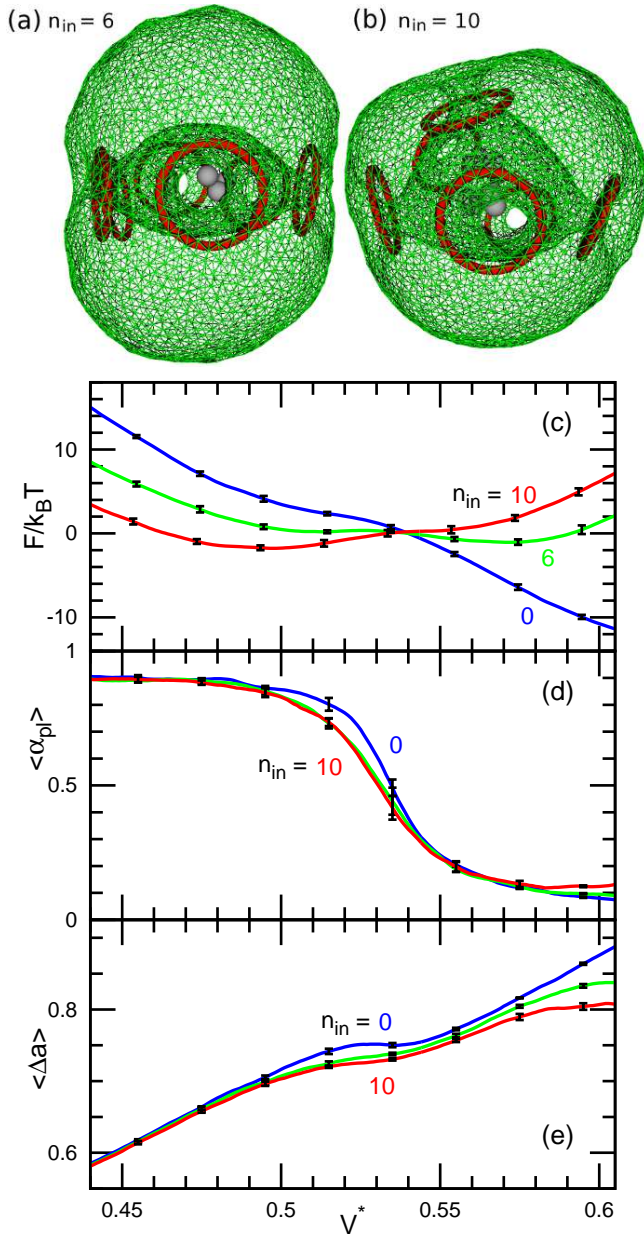 (a) n_in = 6
(b) n_in = 10
(c)
F/k_BT
10
0
-10
n_in = 10
6
0
(d)
<α_pl>
1
0.5
0
0
n_in = 10
(e)
<Δa>
0.8
0.6
n_in = 0
10
0.45
0.5
0.55
0.6
V*